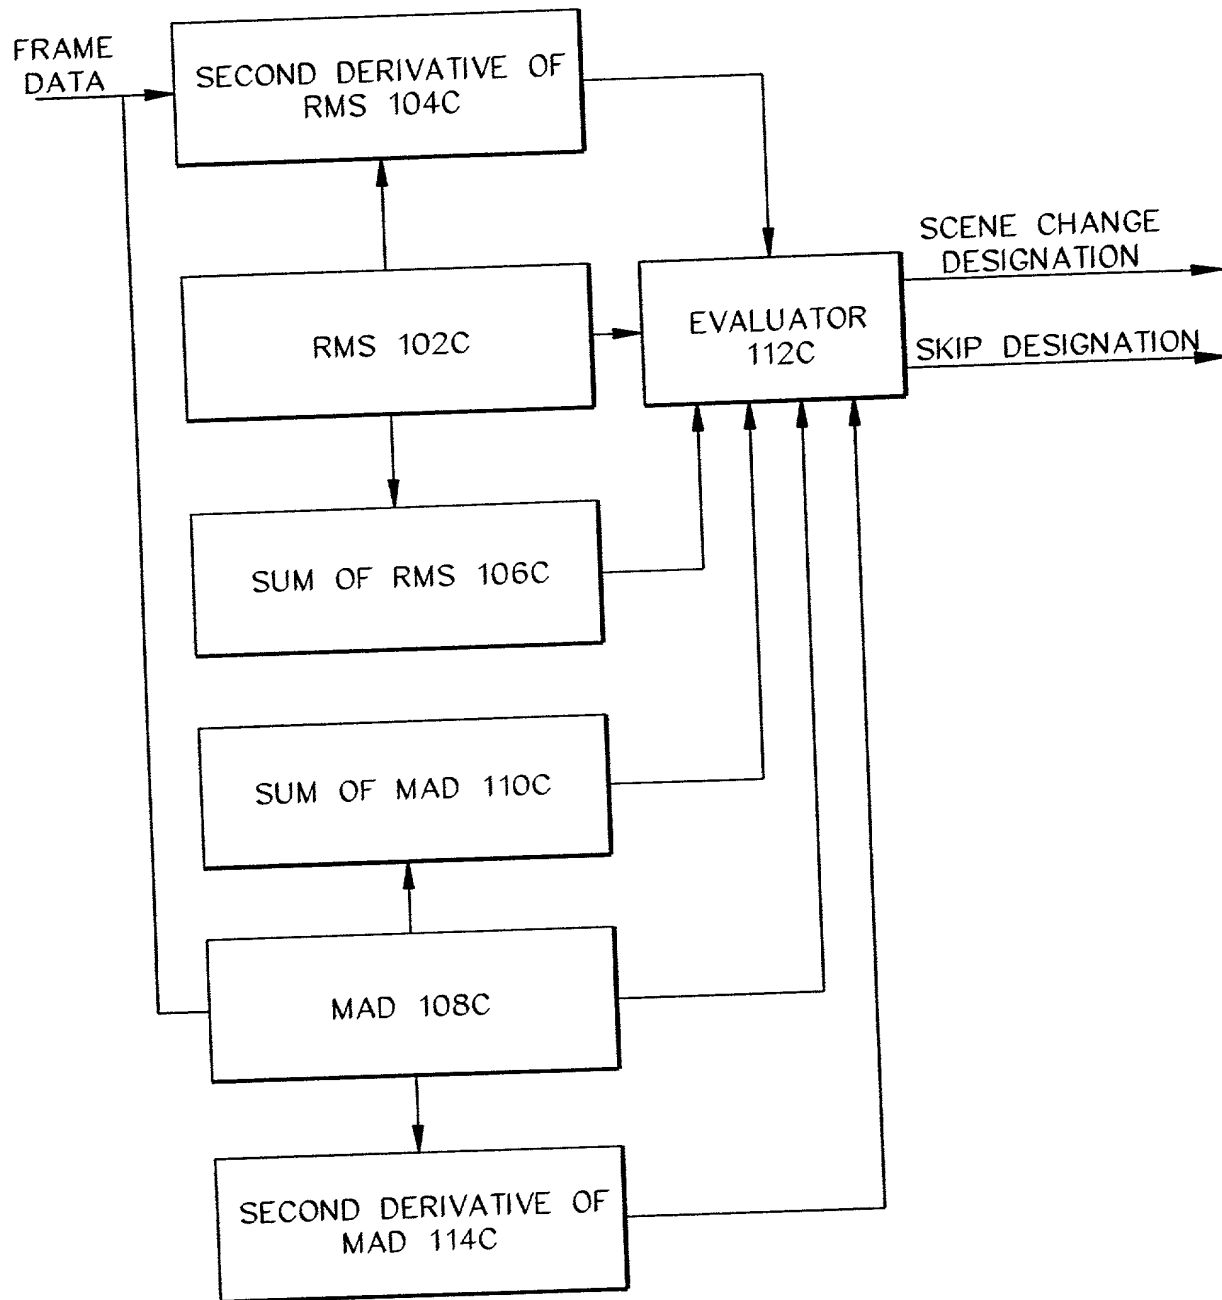 FRAME
DATA
SECOND DERIVATIVE OF
RMS 104C
SCENE CHANGE
DESIGNATION
RMS 102C
EVALUATOR
112C
SKIP DESIGNATION
SUM OF RMS 106C
SUM OF MAD 110C
MAD 108C
SECOND DERIVATIVE OF
MAD 114C